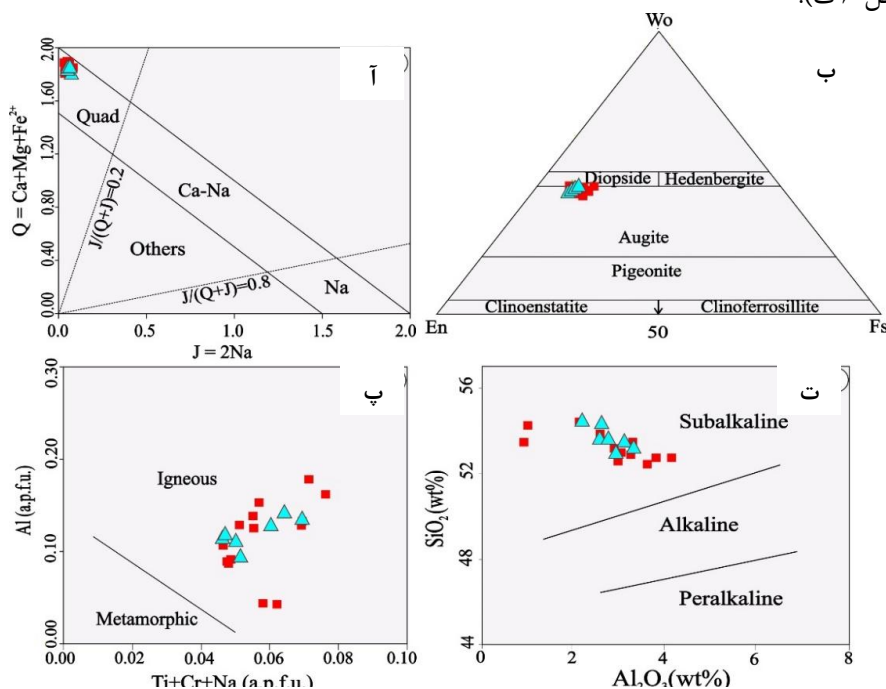 آ
Q = Ca+Mg+Fe²⁺
2.00
1.60
1.20
0.80
0.40
0.00
Quad
Ca-Na
Others
Na
J/(Q+J)=0.2
J/(Q+J)=0.8
0.0
0.5
1.0
1.5
2.0
J = 2Na
ب
Wo
Diopside
Hedenbergite
Augite
Pigeonite
Clinoenstatite
Clinoferrosillite
En
50
Fs
پ
Al (a.p.f.u.)
0.30
0.20
0.10
0.00
Igneous
Metamorphic
0.00
0.02
0.04
0.06
0.08
0.10
Ti+Cr+Na (a.p.f.u.)
ت
SiO₂(wt%)
56
52
48
44
Subalkaline
Alkaline
Peralkaline
0
2
4
6
8
Al₂O₃(wt%)